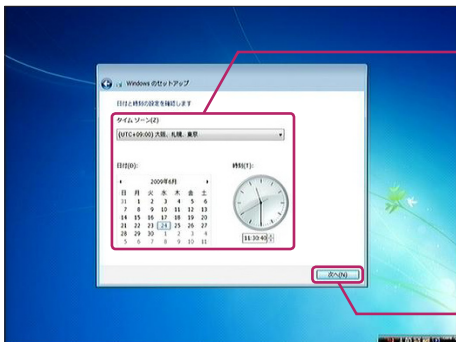 Windows のセットアップ
日付と時刻の設定を確認します
タイム ゾーン(Z)
(UTC+09:00) 大阪、札幌、東京
日付(D):
時刻(T):
2009年6月
日 月 火 水 木 金 土
31 1 2 3 4 5 6
7 8 9 10 11 12 13
14 15 16 17 18 19 20
21 22 23 24 25 26 27
28 29 30 1 2 3 4
5 6 7 8 9 10 11
11:30:40
次へ(N)